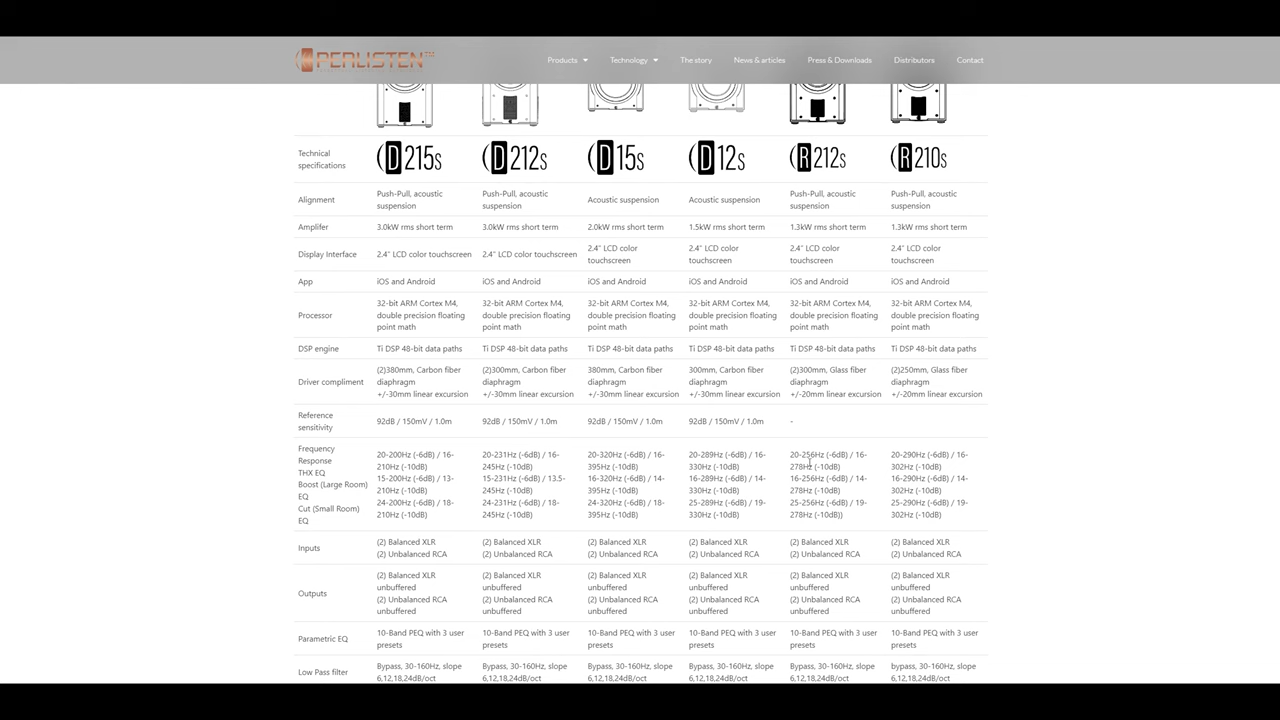 PERLISTEN™
Products Technology The story News & articles Press & Downloads Distributors Contact
Technical specifications D215s D212s D15s D12s R212s R210s
Alignment Push-Pull, acoustic suspension Push-Pull, acoustic suspension Acoustic suspension Acoustic suspension Push-Pull, acoustic suspension Push-Pull, acoustic suspension
Amplifer 3.0kW rms short term 3.0kW rms short term 2.0kW rms short term 1.5kW rms short term 1.3kW rms short term 1.3kW rms short term
Display Interface 2.4" LCD color touchscreen 2.4" LCD color touchscreen 2.4" LCD color touchscreen 2.4" LCD color touchscreen 2.4" LCD color touchscreen 2.4" LCD color touchscreen
App iOS and Android iOS and Android iOS and Android iOS and Android iOS and Android iOS and Android
Processor 32-bit ARM Cortex M4, double precision floating point math 32-bit ARM Cortex M4, double precision floating point math 32-bit ARM Cortex M4, double precision floating point math 32-bit ARM Cortex M4, double precision floating point math 32-bit ARM Cortex M4, double precision floating point math 32-bit ARM Cortex M4, double precision floating point math
DSP engine Ti DSP 48-bit data paths Ti DSP 48-bit data paths Ti DSP 48-bit data paths Ti DSP 48-bit data paths Ti DSP 48-bit data paths Ti DSP 48-bit data paths
Driver compliment (2)380mm, Carbon fiber diaphragm +/-30mm linear excursion (2)300mm, Carbon fiber diaphragm +/-30mm linear excursion 380mm, Carbon fiber diaphragm +/-30mm linear excursion 300mm, Carbon fiber diaphragm +/-30mm linear excursion (2)300mm, Glass fiber diaphragm +/-20mm linear excursion (2)250mm, Glass fiber diaphragm +/-20mm linear excursion
Reference sensitivity 92dB / 150mV / 1.0m 92dB / 150mV / 1.0m 92dB / 150mV / 1.0m 92dB / 150mV / 1.0m -
Frequency Response 20-200Hz (-6dB) / 16- 20-231Hz (-6dB) / 16- 20-320Hz (-6dB) / 16- 20-289Hz (-6dB) / 16- 20-256Hz (-6dB) / 16- 20-290Hz (-6dB) / 16-
THX EQ 210Hz (-10dB) 245Hz (-10dB) 395Hz (-10dB) 330Hz (-10dB) 278Hz (-10dB) 302Hz (-10dB)
Boost (Large Room) EQ 15-200Hz (-6dB) / 13-210Hz (-10dB) 15-231Hz (-6dB) / 13.5-245Hz (-10dB) 16-320Hz (-6dB) / 14-395Hz (-10dB) 16-289Hz (-6dB) / 14-330Hz (-10dB) 16-256Hz (-6dB) / 14-278Hz (-10dB) 16-290Hz (-6dB) / 14-302Hz (-10dB)
Cut (Small Room) EQ 24-200Hz (-6dB) / 18-210Hz (-10dB) 24-231Hz (-6dB) / 18-245Hz (-10dB) 24-320Hz (-6dB) / 18-395Hz (-10dB) 25-289Hz (-6dB) / 19-330Hz (-10dB) 25-256Hz (-6dB) / 19-278Hz (-10dB)) 25-290Hz (-6dB) / 19-302Hz (-10dB)
Inputs (2) Balanced XLR (2) Balanced XLR (2) Balanced XLR (2) Balanced XLR (2) Balanced XLR (2) Balanced XLR
(2) Unbalanced RCA (2) Unbalanced RCA (2) Unbalanced RCA (2) Unbalanced RCA (2) Unbalanced RCA (2) Unbalanced RCA
Outputs (2) Balanced XLR unbuffered (2) Balanced XLR unbuffered (2) Balanced XLR unbuffered (2) Balanced XLR unbuffered (2) Balanced XLR unbuffered (2) Balanced XLR unbuffered
(2) Unbalanced RCA unbuffered (2) Unbalanced RCA unbuffered (2) Unbalanced RCA unbuffered (2) Unbalanced RCA unbuffered (2) Unbalanced RCA unbuffered (2) Unbalanced RCA unbuffered
Parametric EQ 10-Band PEQ with 3 user presets 10-Band PEQ with 3 user presets 10-Band PEQ with 3 user presets 10-Band PEQ with 3 user presets 10-Band PEQ with 3 user presets 10-Band PEQ with 3 user presets
Low Pass filter Bypass, 30-160Hz, slope 6,12,18,24dB/oct Bypass, 30-160Hz, slope 6,12,18,24dB/oct Bypass, 30-160Hz, slope 6,12,18,24dB/oct Bypass, 30-160Hz, slope 6,12,18,24dB/oct Bypass, 30-160Hz, slope 6,12,18,24dB/oct bypass, 30-160Hz, slope 6,12,18,24dB/oct